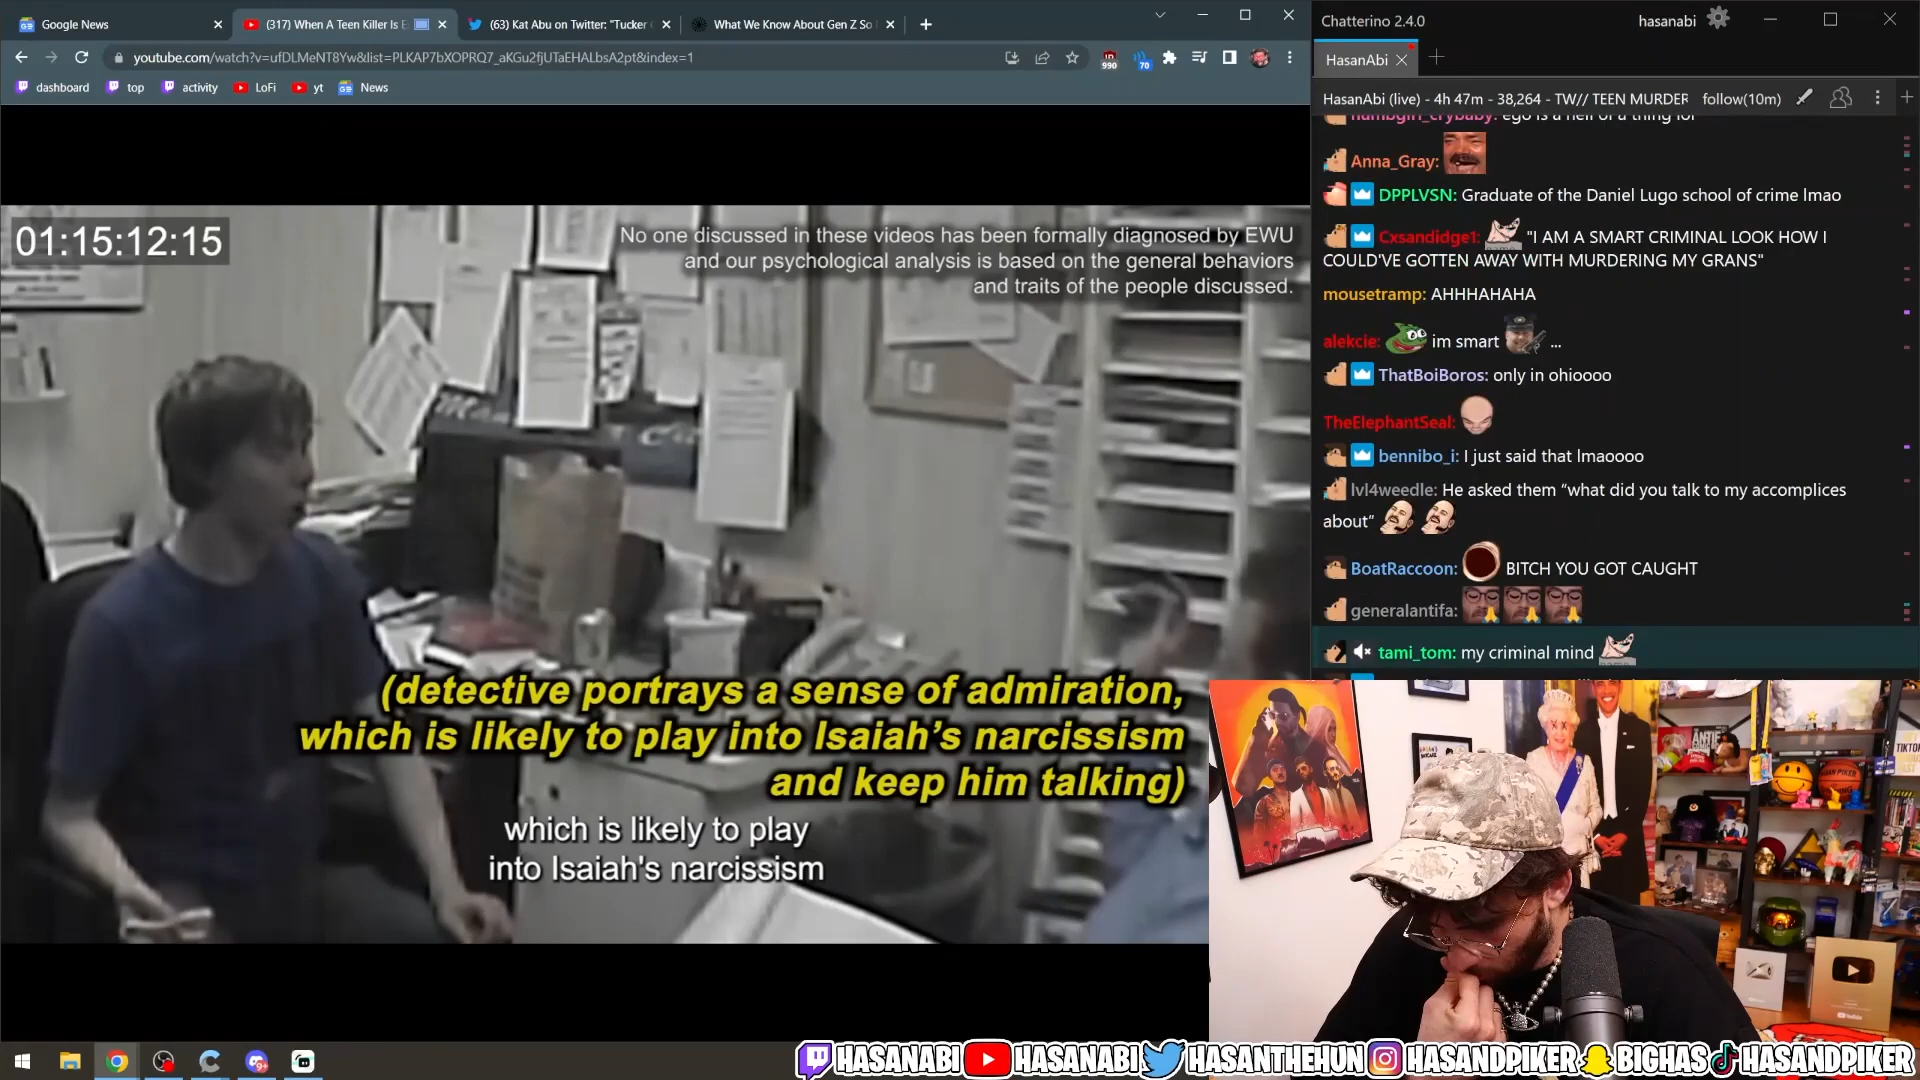 Google News
(317) When A Teen Killer Is E
(63) Kat Abu on Twitter: "Tucker
What We Know About Gen Z So
youtube.com/watch?v=ufDLMeNT8Yw&list=PLKAP7bXOPRQ7_aKGu2fjUTaEHALbsA2pt&index=1
990
70
dashboard
top
activity
LoFi
yt
News
01:15:12:15
No one discussed in these videos has been formally diagnosed by EWU
and our psychological analysis is based on the general behaviors
and traits of the people discussed.
(detective portrays a sense of admiration,
which is likely to play into Isaiah's narcissism
and keep him talking)
which is likely to play
into Isaiah's narcissism
Chatterino 2.4.0
hasanabi
HasanAbi
HasanAbi (live) - 4h 47m - 38,264 - TW// TEEN MURDER
follow(10m)
numbgirl_crybaby: ego is a hell of a thing lol
Anna_Gray:
DPPLVSN: Graduate of the Daniel Lugo school of crime lmao
Cxsandidge1: "I AM A SMART CRIMINAL LOOK HOW I
COULD'VE GOTTEN AWAY WITH MURDERING MY GRANS"
mousetramp: AHHHAHAHA
alekcie: im smart ...
ThatBoiBoros: only in ohioooo
TheElephantSeal:
bennibo_i: I just said that lmaoooo
lvl4weedle: He asked them “what did you talk to my accomplices
about”
BoatRaccoon: BITCH YOU GOT CAUGHT
generalantifa:
tami_tom: my criminal mind
HASANABI HASANABI HASANTHEHUN HASANDPIKER BIGHAS HASANDPIKER